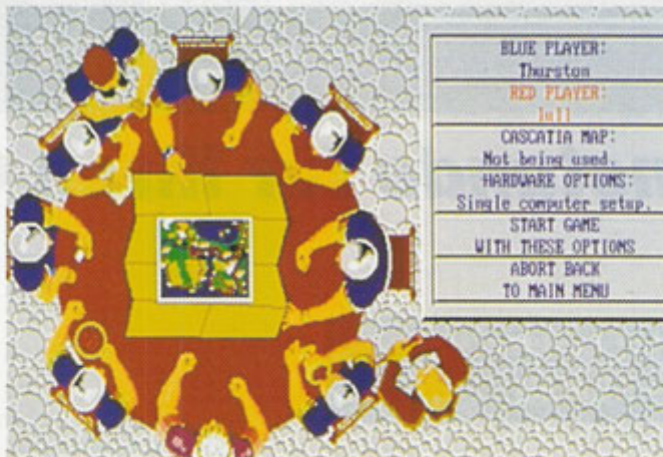 BLUE PLAYER:
Thurston
RED PLAYER:
lull
CASCATIA MAP:
Not being used.
HARDWARE OPTIONS:
Single computer setup.
START GAME
WITH THESE OPTIONS
ABORT BACK
TO MAIN MENU